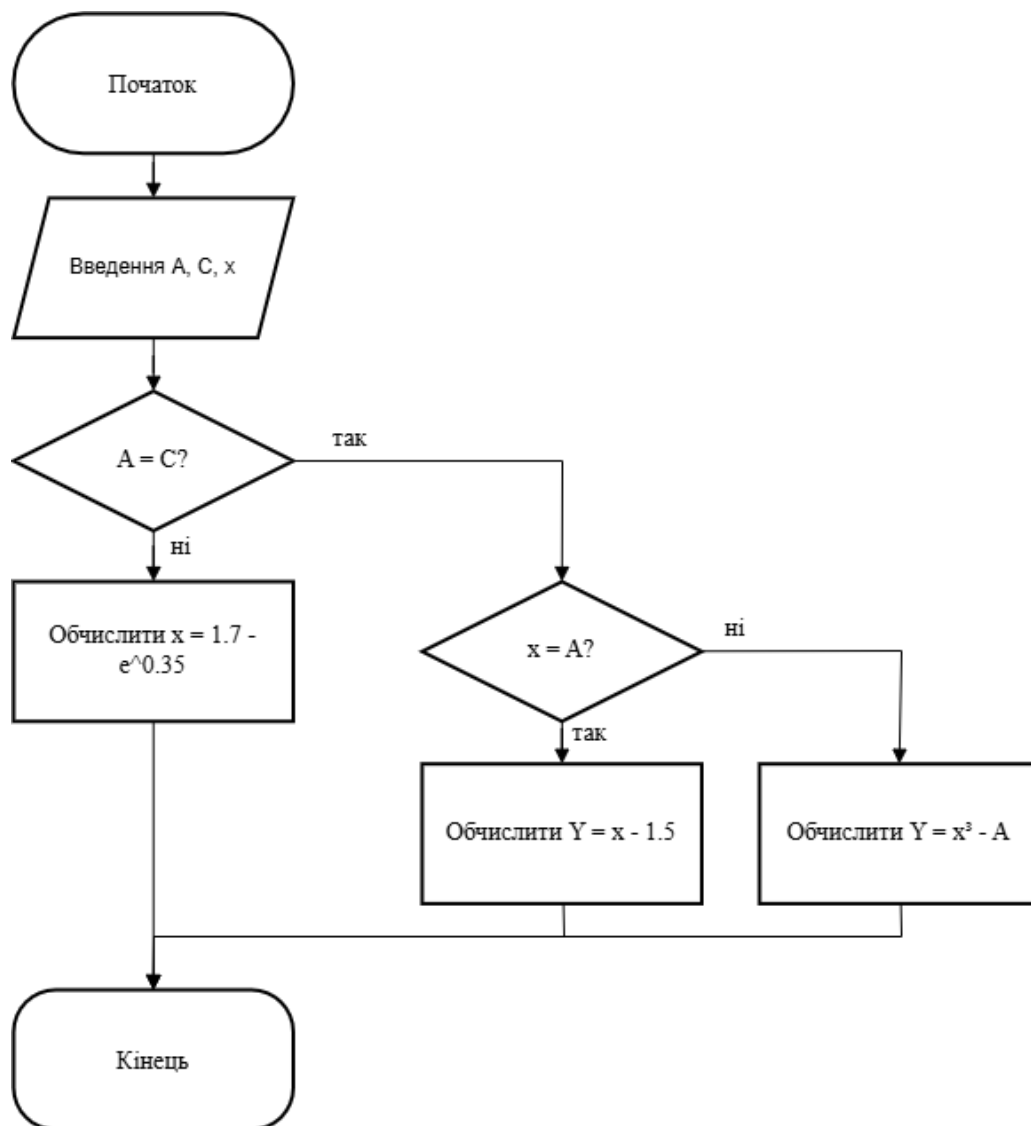 Початок
Введення A, C, x
A = C?
так
ні
Обчислити x = 1.7 -
e^0.35
x = A?
ні
так
Обчислити Y = x - 1.5
Обчислити Y = x³ - A
Кінець